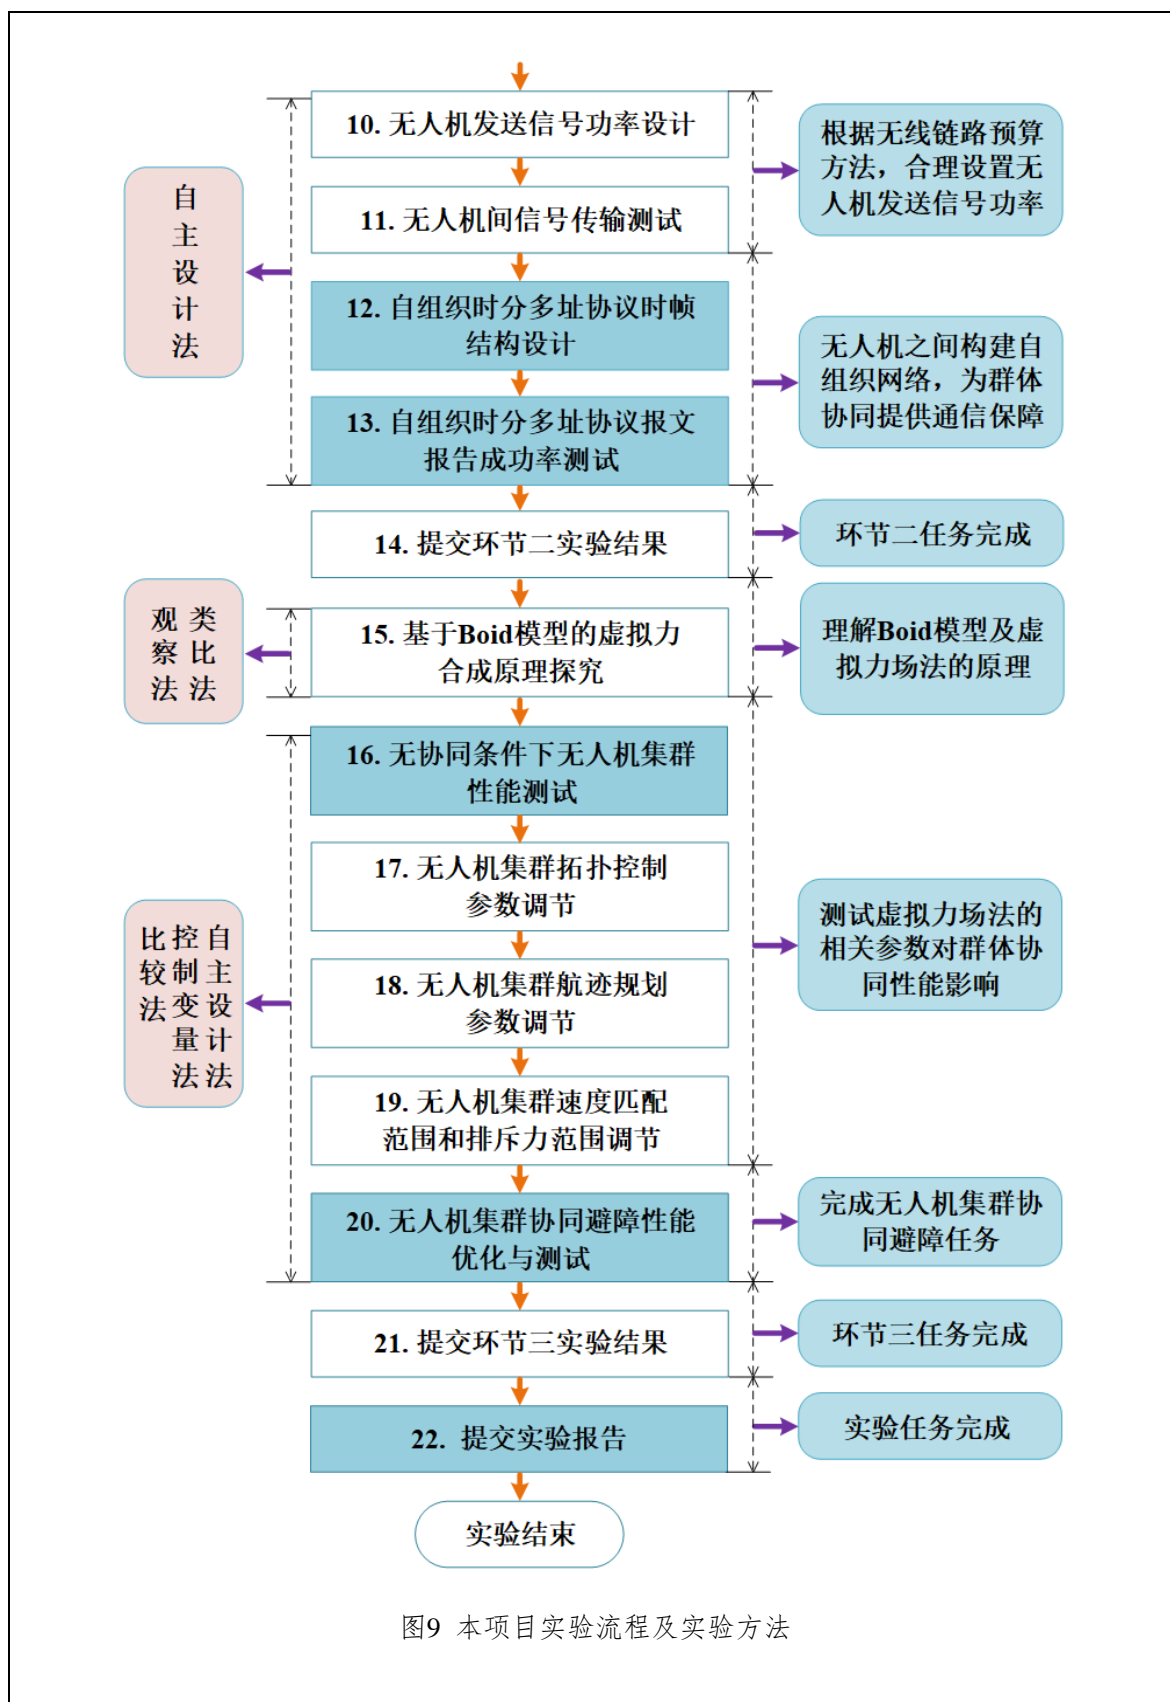 10. 无人机发送信号功率设计
11. 无人机间信号传输测试
根据无线链路预算
方法，合理设置无
人机发送信号功率
自主设计法
12. 自组织时分多址协议时帧
结构设计
13. 自组织时分多址协议报文
报告成功率测试
无人机之间构建自
组织网络，为群体
协同提供通信保障
14. 提交环节二实验结果
环节二任务完成
类比法
观察法
15. 基于Boid模型的虚拟力
合成原理探究
理解Boid模型及虚
拟力场法的原理
16. 无协同条件下无人机集群
性能测试
17. 无人机集群拓扑控制
参数调节
18. 无人机集群航迹规划
参数调节
19. 无人机集群速度匹配
范围和排斥力范围调节
自主设计法
控制变量法
比较法
测试虚拟力场法的
相关参数对群体协
同性能影响
20. 无人机集群协同避障性能
优化与测试
完成无人机集群协
同避障任务
21. 提交环节三实验结果
环节三任务完成
22. 提交实验报告
实验任务完成
实验结束
图9 本项目实验流程及实验方法